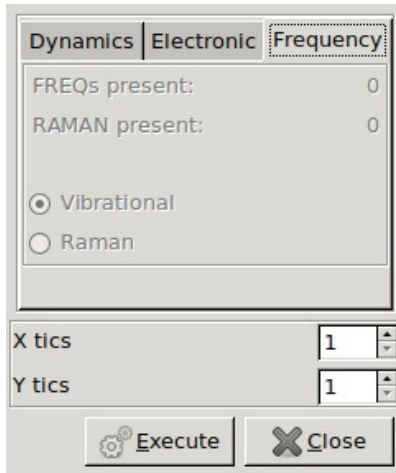 Dynamics Electronic Frequency
FREQs present: 0
RAMAN present: 0
Vibrational
Raman
X tics 1
Y tics 1
Execute Close